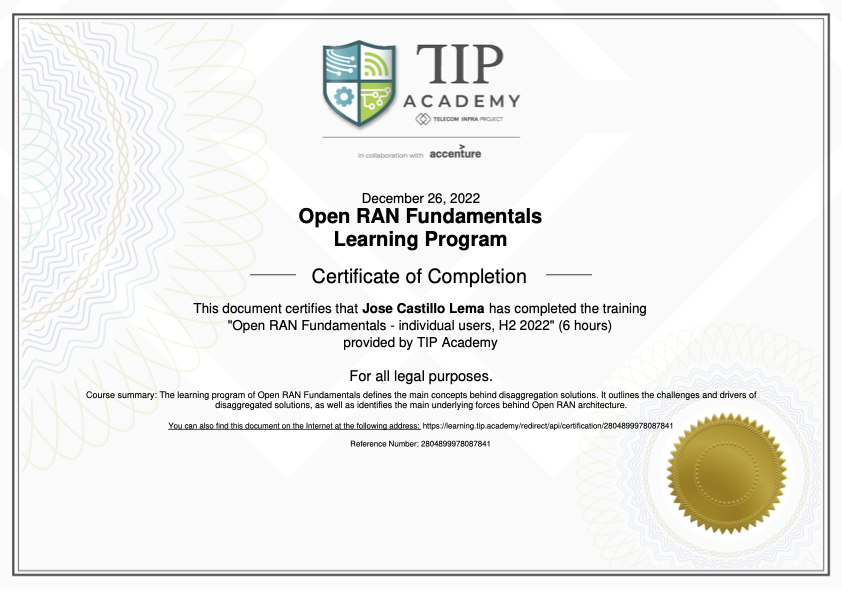 TIP
ACADEMY
TELECOM INFRA PROJECT
in collaboration with accenture
December 26, 2022
Open RAN Fundamentals
Learning Program
Certificate of Completion
This document certifies that Jose Castillo Lema has completed the training
"Open RAN Fundamentals - individual users, H2 2022" (6 hours)
provided by TIP Academy
For all legal purposes.
Course summary: The learning program of Open RAN Fundamentals defines the main concepts behind disaggregation solutions. It outlines the challenges and drivers of
disaggregated solutions, as well as identifies the main underlying forces behind Open RAN architecture.
You can also find this document on the Internet at the following address: https://learning.tip.academy/redirect/api/certification/2804899978087841
Reference Number: 2804899978087841